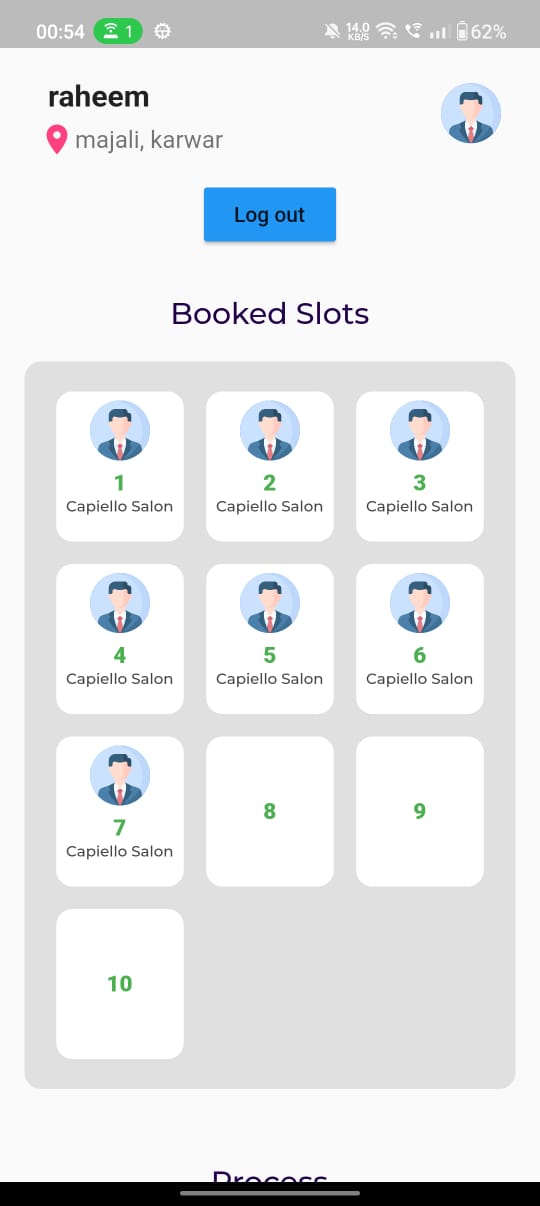 00:54 1 14.0 KB/S 62%
raheem
majali, karwar
Log out
Booked Slots
1 2 3
Capiello Salon Capiello Salon Capiello Salon
4 5 6
Capiello Salon Capiello Salon Capiello Salon
7 8 9
Capiello Salon
10
Process